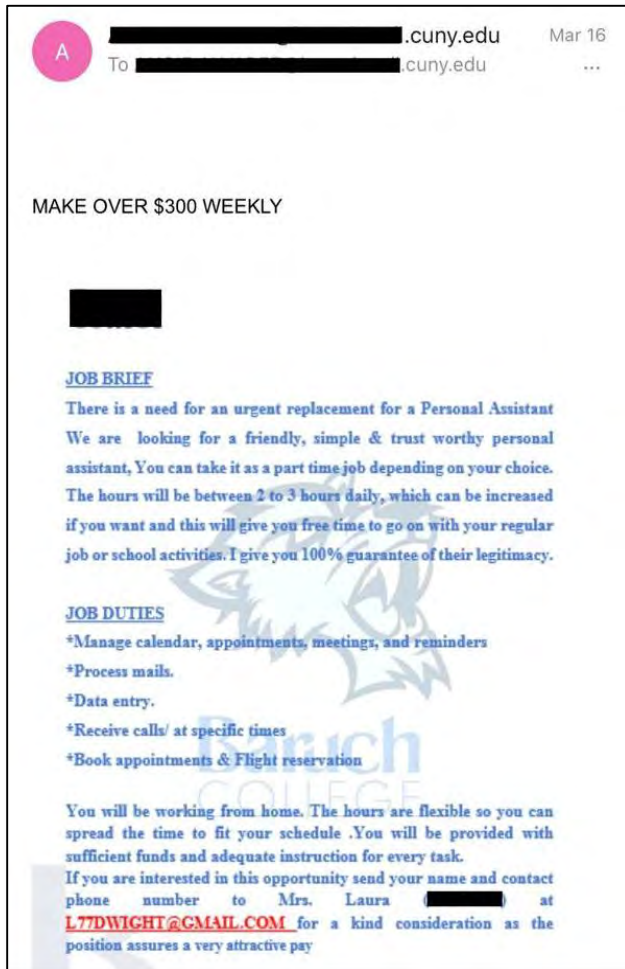 A
.cuny.edu
Mar 16
To
.cuny.edu
...
MAKE OVER $300 WEEKLY
JOB BRIEF
There is a need for an urgent replacement for a Personal Assistant
We are looking for a friendly, simple & trust worthy personal
assistant, You can take it as a part time job depending on your choice.
The hours will be between 2 to 3 hours daily, which can be increased
if you want and this will give you free time to go on with your regular
job or school activities. I give you 100% guarantee of their legitimacy.
JOB DUTIES
*Manage calendar, appointments, meetings, and reminders
*Process mails.
*Data entry.
*Receive calls/ at specific times
*Book appointments & Flight reservation
Baruch
COLLEGE
You will be working from home. The hours are flexible so you can
spread the time to fit your schedule .You will be provided with
sufficient funds and adequate instruction for every task.
If you are interested in this opportunity send your name and contact
phone number to Mrs. Laura ( ) at
L77DWIGHT@GMAIL.COM for a kind consideration as the
position assures a very attractive pay